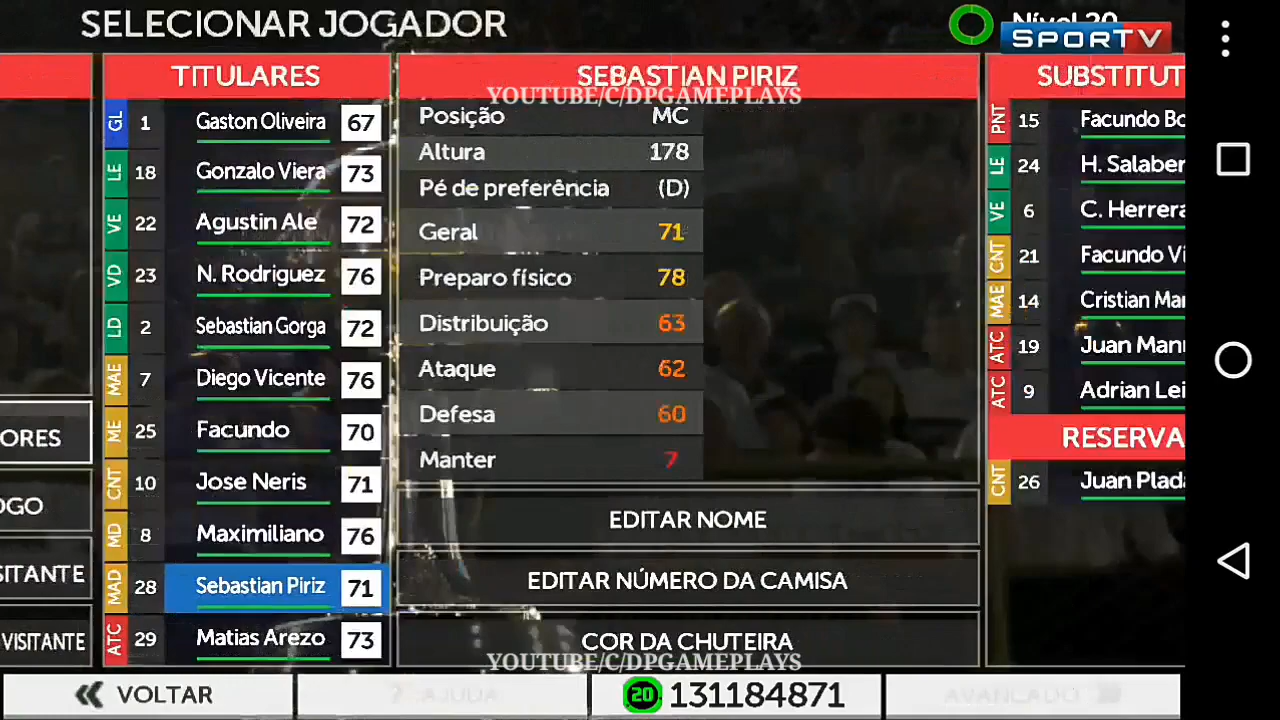 SELECIONAR JOGADOR
Nível 20
SPORTV
TITULARES
GL 1 Gaston Oliveira 67
LE 18 Gonzalo Viera 73
VE 22 Agustin Ale 72
VD 23 N. Rodriguez 76
LD 2 Sebastian Gorga 72
MAE 7 Diego Vicente 76
ME 25 Facundo 70
CNT 10 Jose Neris 71
MD 8 Maximiliano 76
MAD 28 Sebastian Piriz 71
ATC 29 Matias Arezo 73
SEBASTIAN PIRIZ
YOUTUBE/C/DPGAMEPLAYS
Posição MC
Altura 178
Pé de preferência (D)
Geral 71
Preparo físico 78
Distribuição 63
Ataque 62
Defesa 60
Manter 7
EDITAR NOME
EDITAR NÚMERO DA CAMISA
COR DA CHUTEIRA
YOUTUBE/C/DPGAMEPLAYS
SUBSTITUT
PNT 15 Facundo Bo
LE 24 H. Salaber
VE 6 C. Herrera
CNT 21 Facundo Vi
MAE 14 Cristian Mar
ATC 19 Juan Mann
ATC 9 Adrian Lei
RESERVA
CNT 26 Juan Plada
ORES
OGO
SITANTE
VISITANTE
VOLTAR
? AJUDA
20 131184871
AVANÇADO